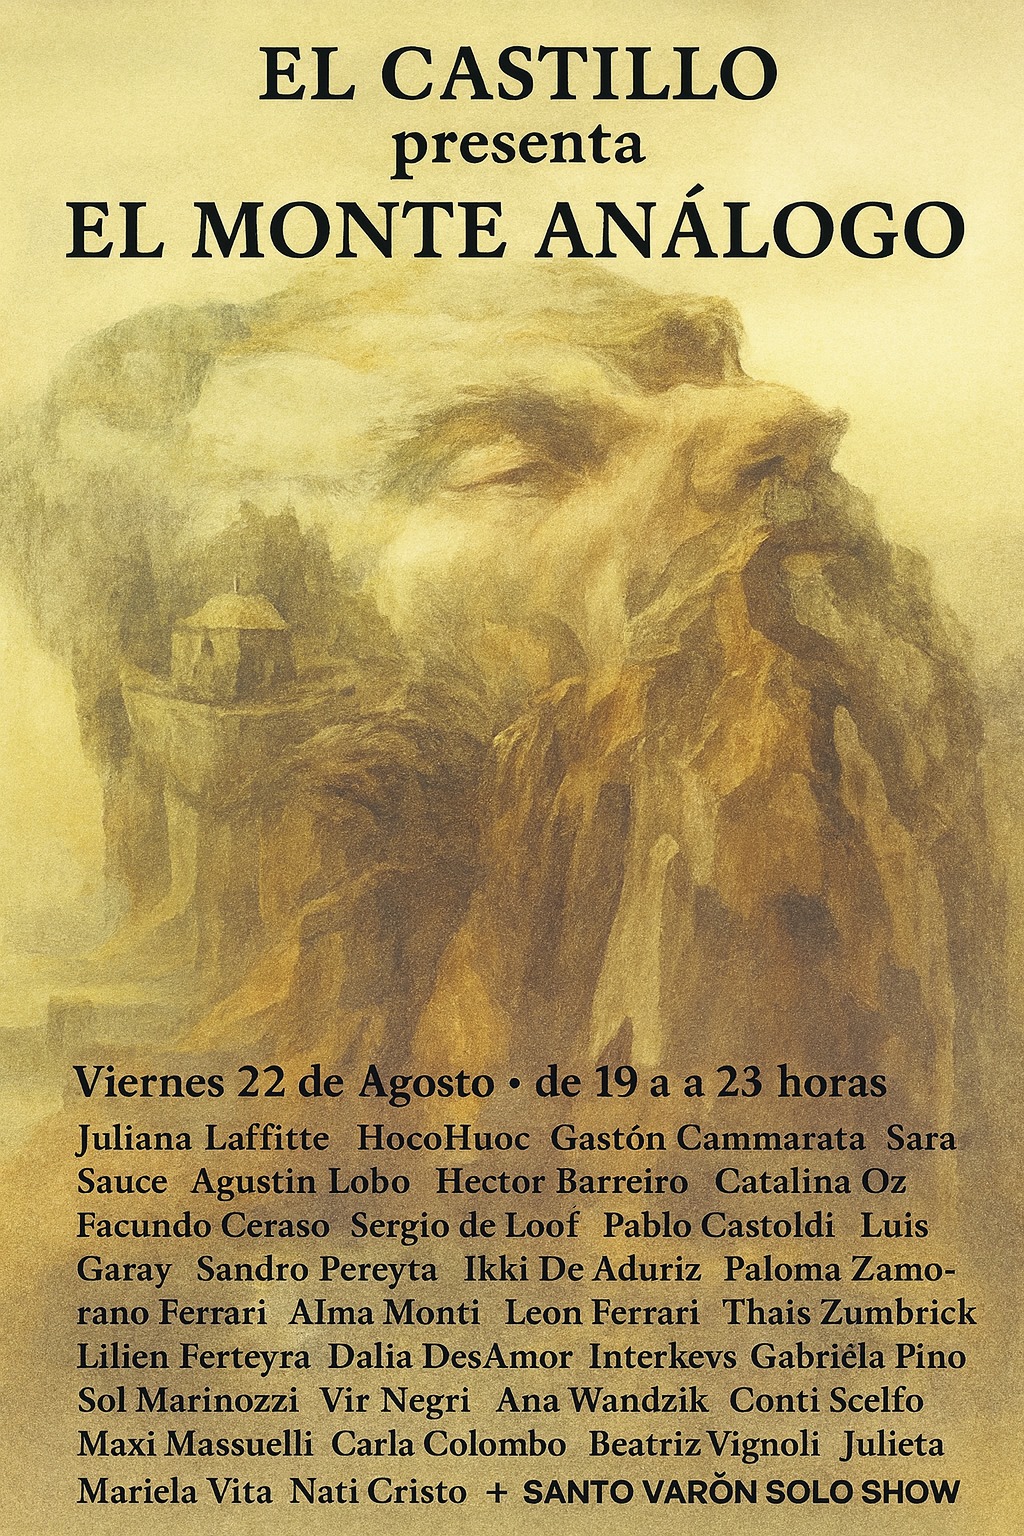 EL CASTILLO
presenta
EL MONTE ANÁLOGO
Viernes 22 de Agosto • de 19 a a 23 horas
Juliana Laffitte HocoHuoc Gastón Cammarata Sara
Sauce Agustin Lobo Hector Barreiro Catalina Oz
Facundo Ceraso Sergio de Loof Pablo Castoldi Luis
Garay Sandro Pereyta Ikki De Aduriz Paloma Zamo-
rano Ferrari AIma Monti Leon Ferrari Thais Zumbrick
Lilien Ferteyra Dalia DesAmor Interkevs Gabriêla Pino
Sol Marinozzi Vir Negri Ana Wandzik Conti Scelfo
Maxi Massuelli Carla Colombo Beatriz Vignoli Julieta
Mariela Vita Nati Cristo + SANTO VARŎN SOLO SHOW